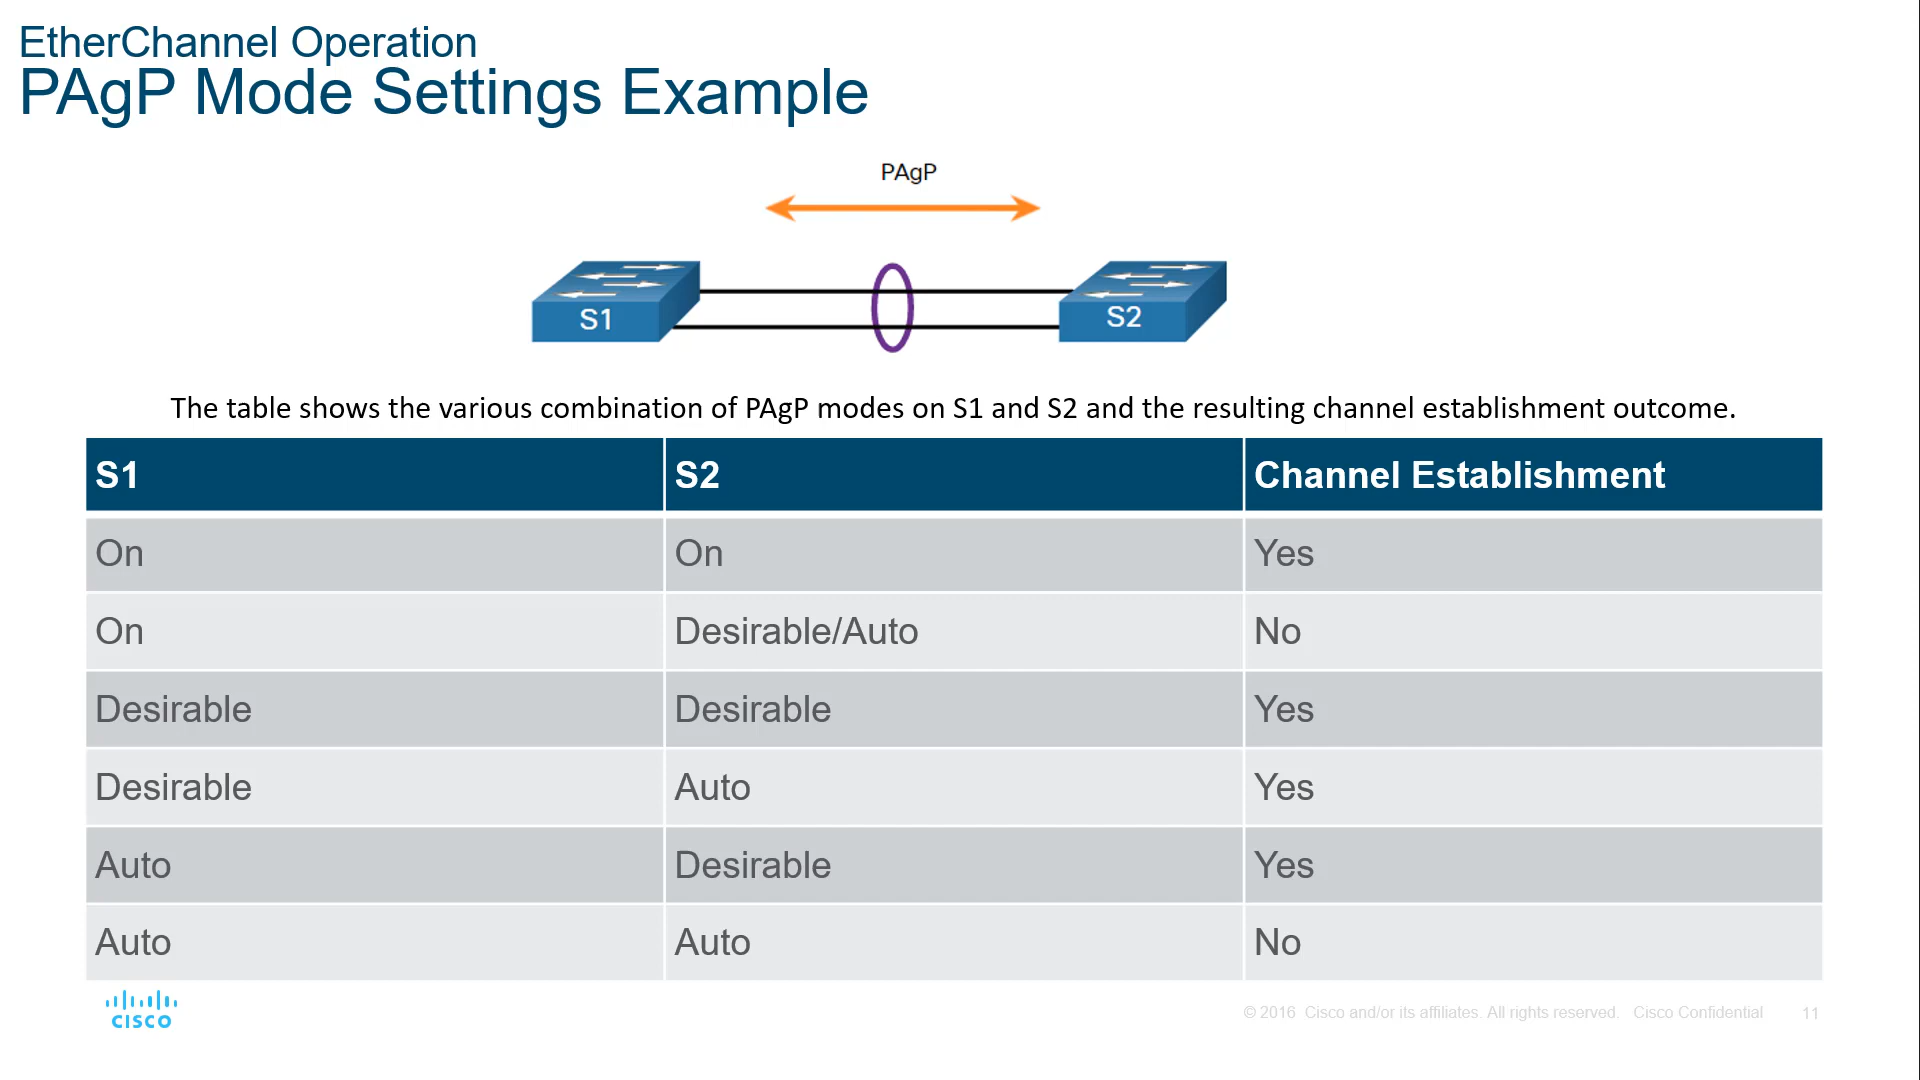 EtherChannel Operation
PAgP Mode Settings Example
PAgP
S1
S2
The table shows the various combination of PAgP modes on S1 and S2 and the resulting channel establishment outcome.
S1 S2 Channel Establishment
On On Yes
On Desirable/Auto No
Desirable Desirable Yes
Desirable Auto Yes
Auto Desirable Yes
Auto Auto No
CISCO
© 2016 Cisco and/or its affiliates. All rights reserved. Cisco Confidential 11